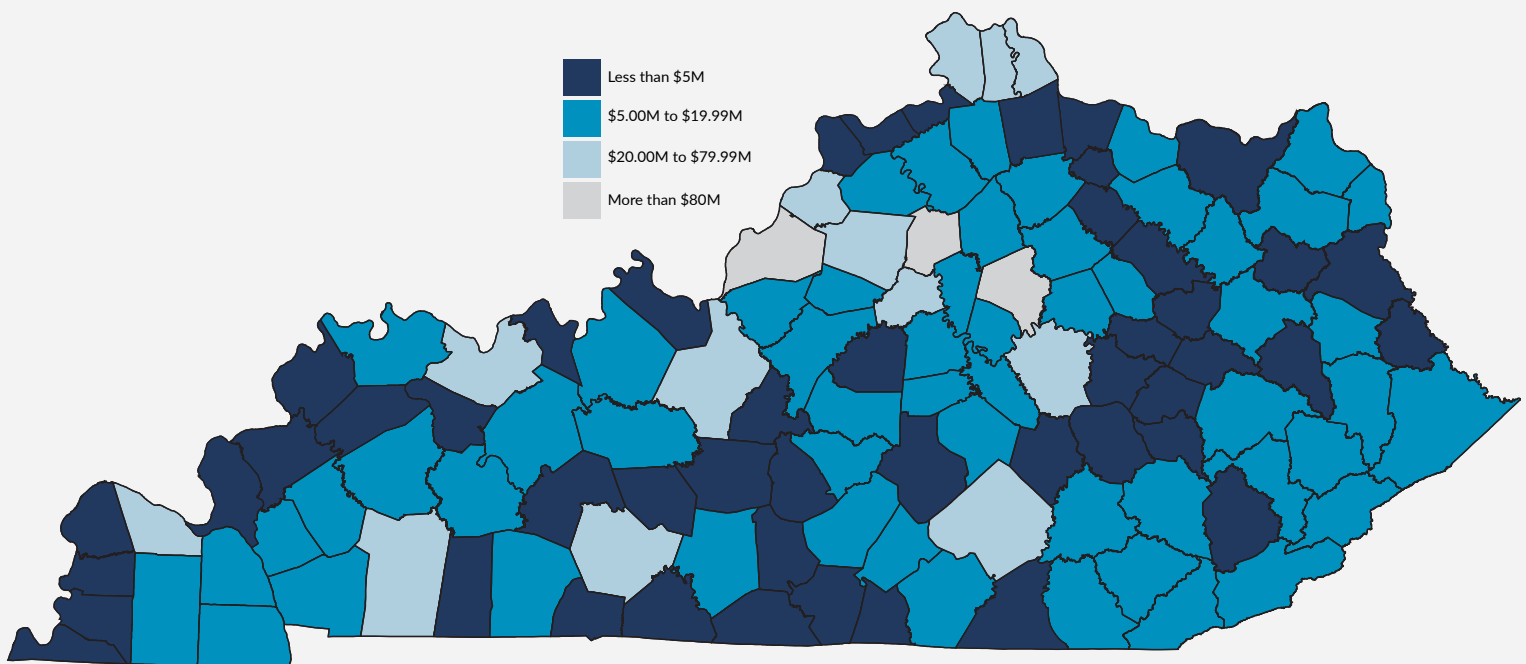 Less than $5M
$5.00M to $19.99M
$20.00M to $79.99M
More than $80M